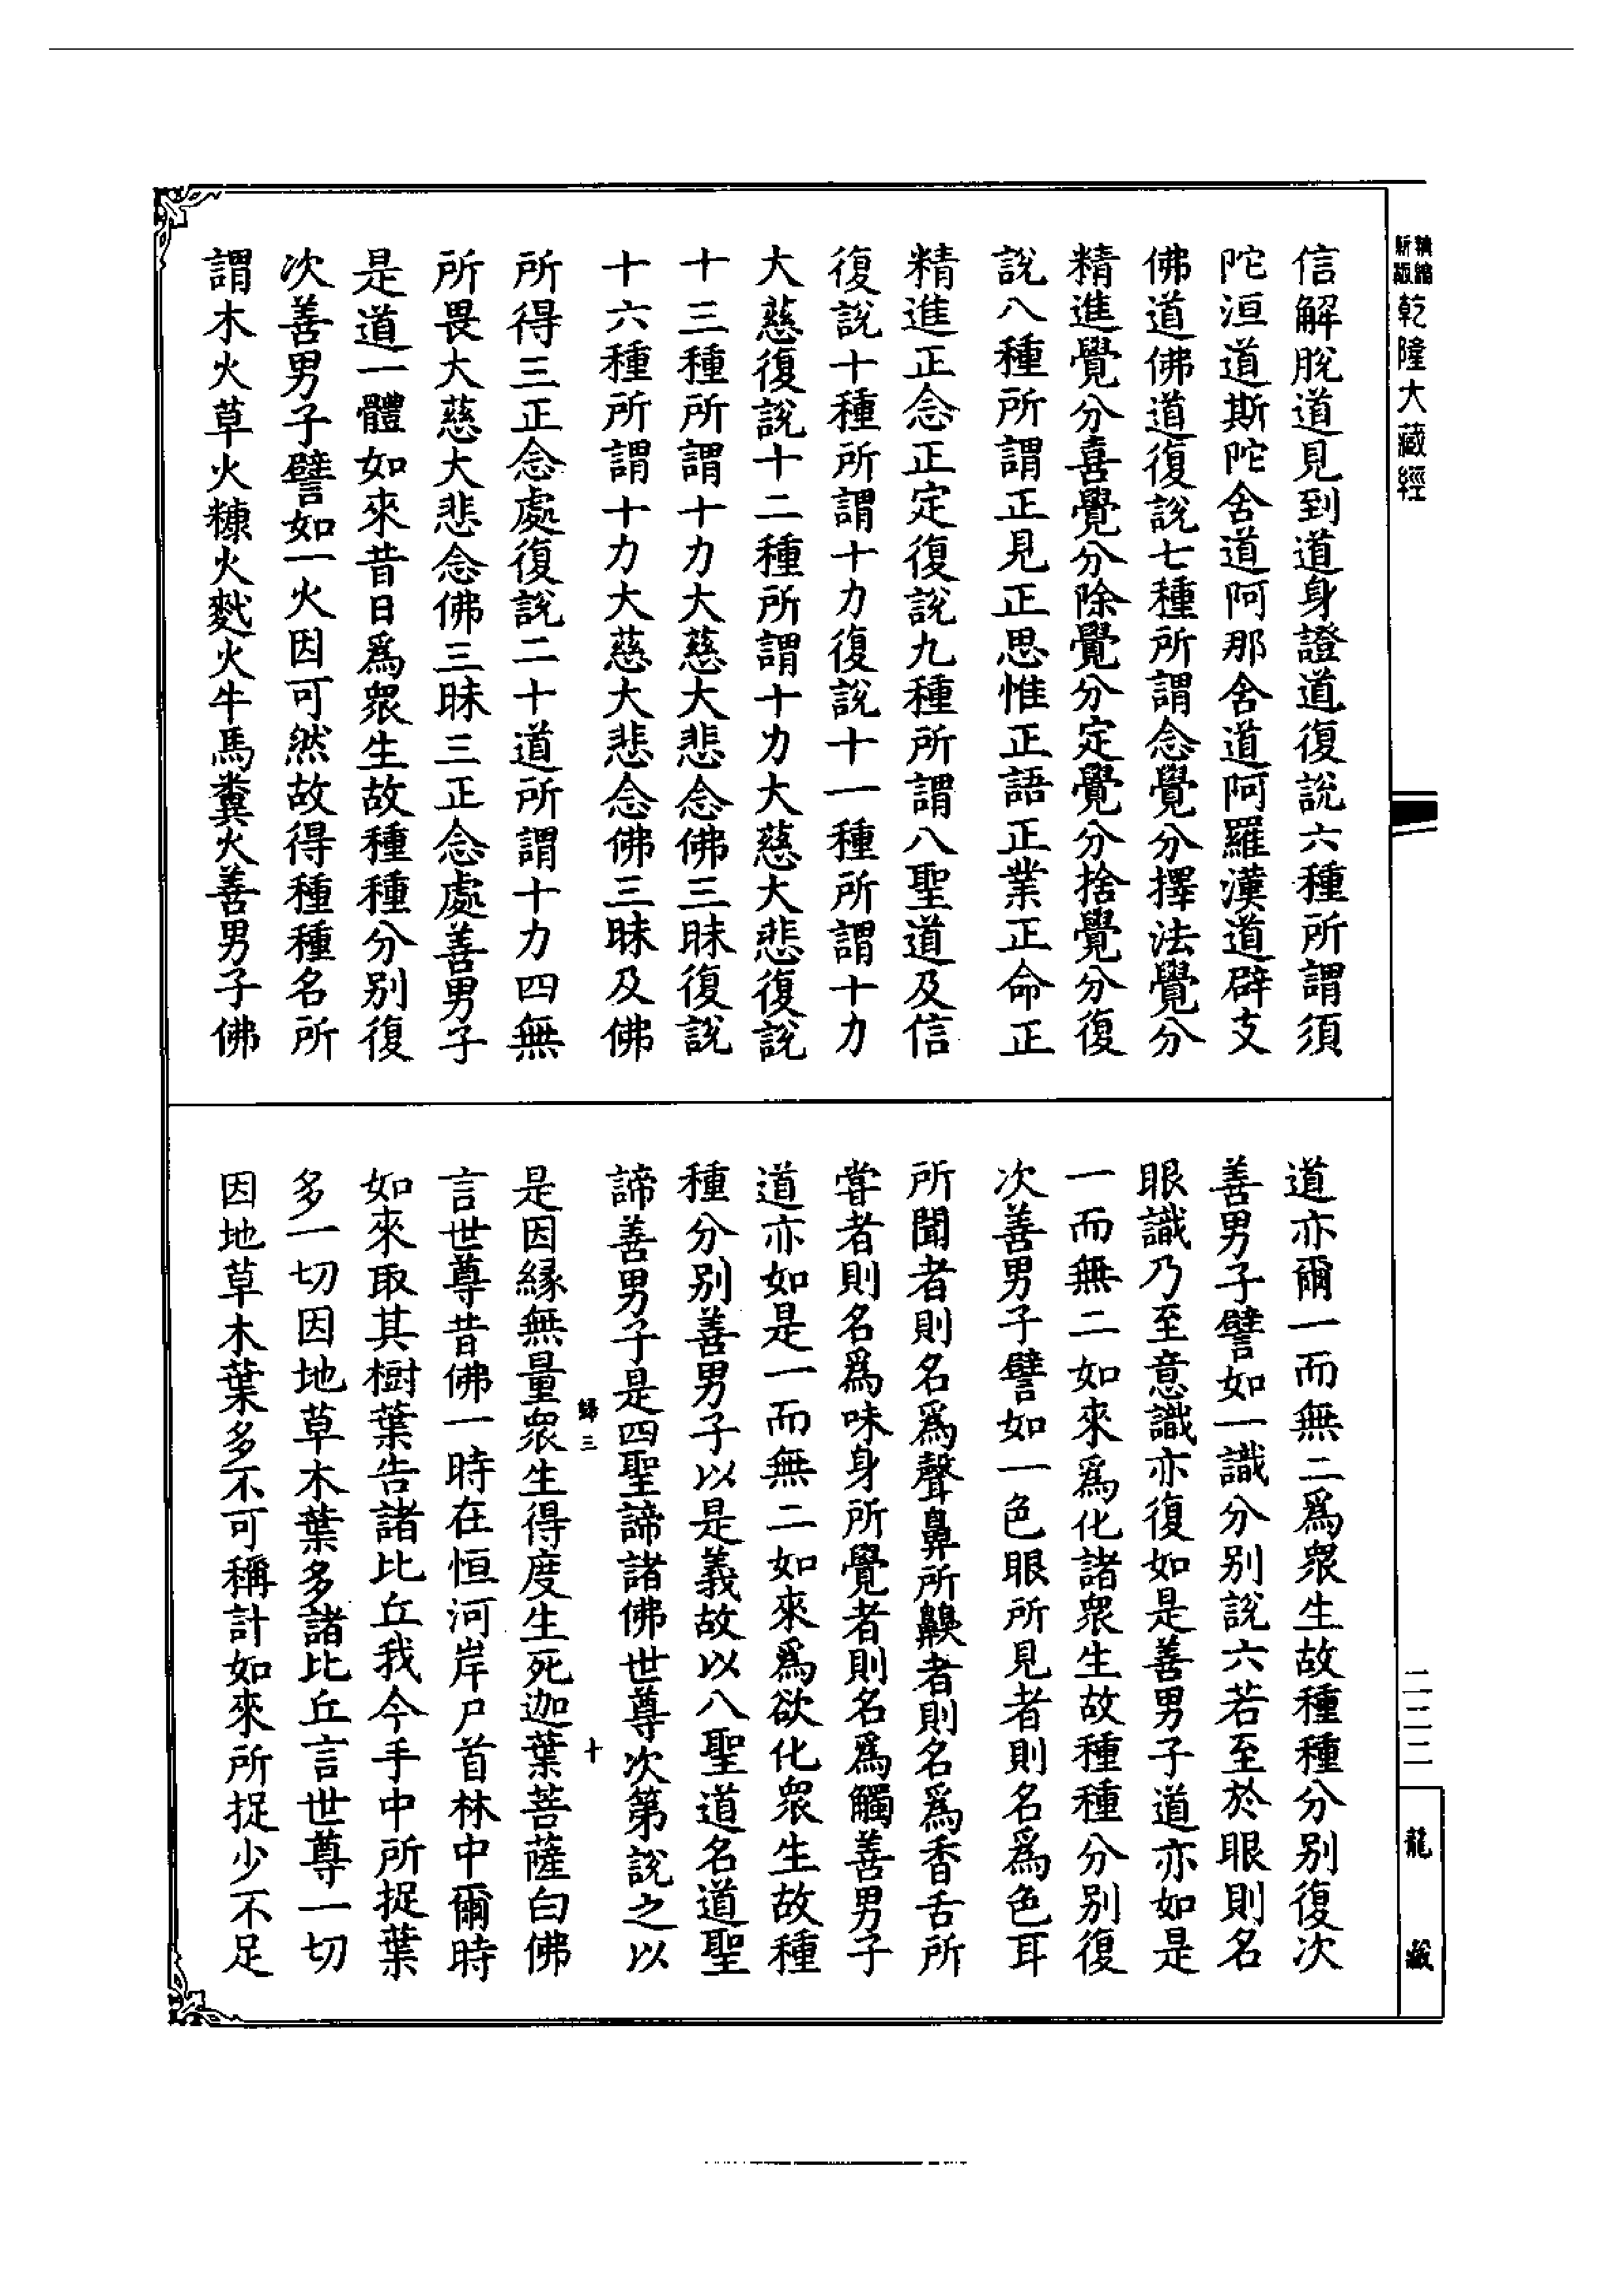 精編
新版
乾隆大藏經
信解脫道見到道身證道復說六種所謂須
陀洹道斯陀含道阿那含道阿羅漢道辟支
佛道佛道復說七種所謂念覺分擇法覺分
精進覺分喜覺分除覺分定覺分捨覺分復
說八種所謂正見正思惟正語正業正命正
精進正念正定復說九種所謂八聖道及信
復說十種所謂十力復說十一種所謂十力
大慈復說十二種所謂十力大慈大悲復說
十三種所謂十力大慈大悲念佛三昧復說
十六種所謂十力大慈大悲念佛三昧及佛
所得三正念處復說二十道所謂十力四無
所畏大慈大悲念佛三昧三正念處善男子
是道一體如來昔日爲衆生故種種分別復
次善男子譬如一火因可然故得種種名所
謂木火草火糠火䴬火牛馬糞火善男子佛
道亦爾一而無二爲衆生故種種分別復次
善男子譬如一識分別說六若至於眼則名
眼識乃至意識亦復如是善男子道亦如是
一而無二如來爲化諸衆生故種種分別復
次善男子譬如一色眼所見者則名爲色耳
所聞者則名爲聲鼻所齅者則名爲香舌所
嘗者則名爲味身所覺者則名爲觸善男子
道亦如是一而無二如來爲欲化衆生故種
種分別善男子以是義故以八聖道名道聖
諦善男子是四聖諦諸佛世尊次第說之以
歸三 十
是因緣無量衆生得度生死迦葉菩薩白佛
言世尊昔佛一時在恒河岸尸首林中爾時
如來取其樹葉告諸比丘我今手中所捉葉
多一切因地草木葉多諸比丘言世尊一切
因地草木葉多不可稱計如來所捉少不足
二二二
龍藏